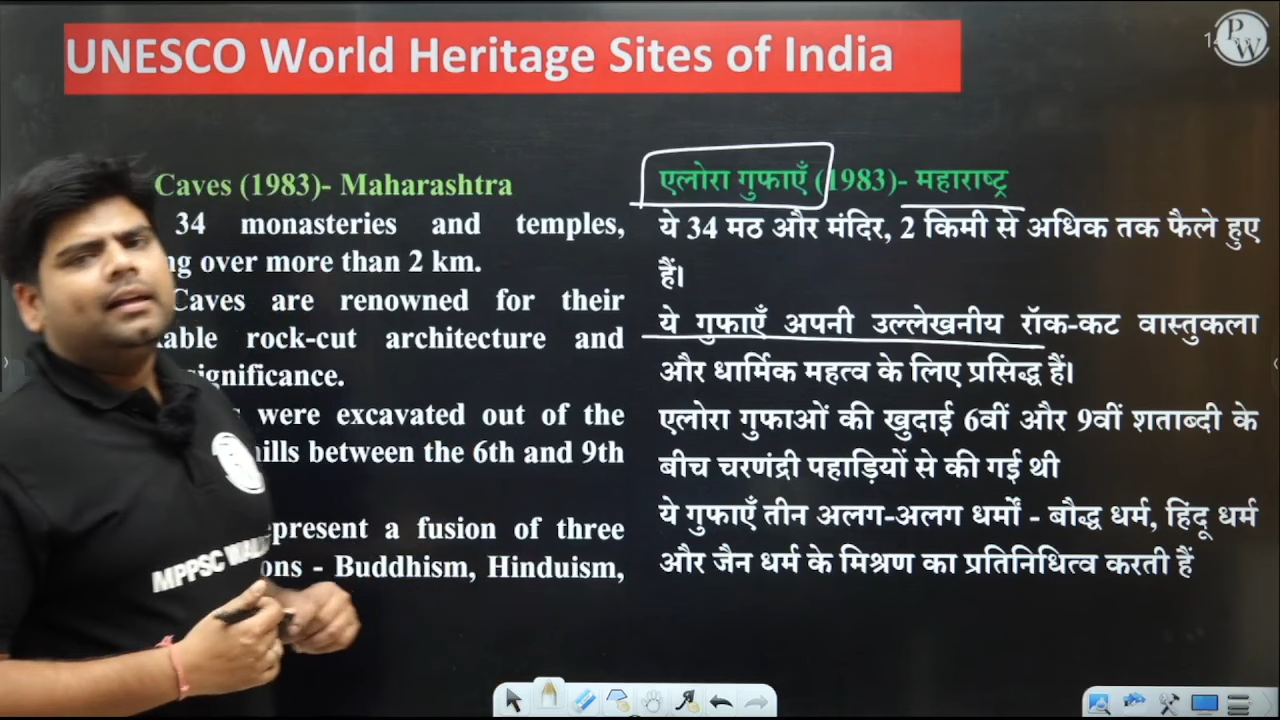 UNESCO World Heritage Sites of India
PW
Caves (1983)- Maharashtra
34 monasteries and temples,
over more than 2 km.
Caves are renowned for their
rock-cut architecture and
significance.
were excavated out of the
hills between the 6th and 9th
represent a fusion of three
- Buddhism, Hinduism,
एलोरा गुफाएँ (1983)- महाराष्ट्र
ये 34 मठ और मंदिर, 2 किमी से अधिक तक फैले हुए
हैं।
ये गुफाएँ अपनी उल्लेखनीय रॉक-कट वास्तुकला
और धार्मिक महत्व के लिए प्रसिद्ध हैं।
एलोरा गुफाओं की खुदाई 6वीं और 9वीं शताब्दी के
बीच चरणंद्री पहाड़ियों से की गई थी
ये गुफाएँ तीन अलग-अलग धर्मों - बौद्ध धर्म, हिंदू धर्म
और जैन धर्म के मिश्रण का प्रतिनिधित्व करती हैं
MPPSC